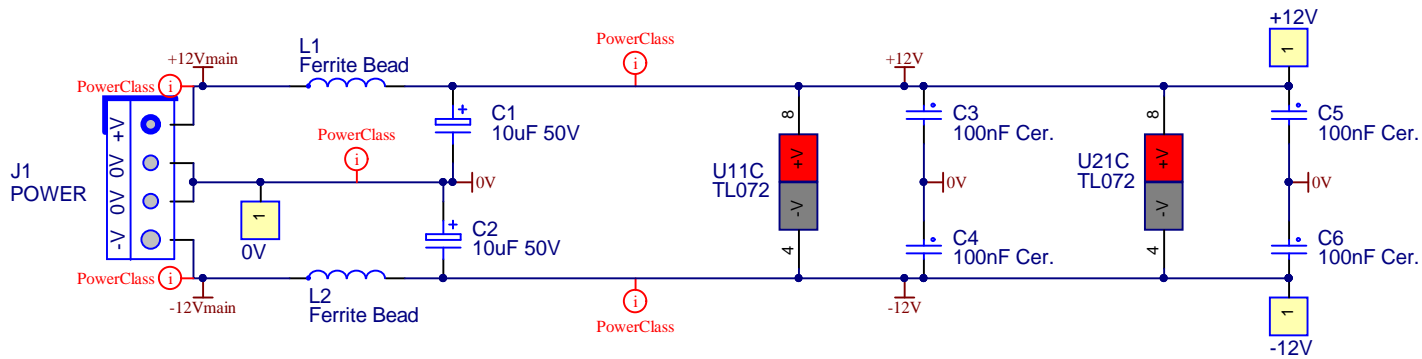 +12V
1
PowerClass
L1
Ferrite Bead
+12Vmain
+12V
PowerClass
i
i
C1
10uF 50V
8
C3
100nF Cer.
8
C5
100nF Cer.
PowerClass
i
J1
POWER
+V
0V
0V
-V
0V
U11C
TL072
+V
-V
0V
U21C
TL072
+V
-V
0V
1
0V
C2
10uF 50V
4
C4
100nF Cer.
4
C6
100nF Cer.
PowerClass
i
-12Vmain
L2
Ferrite Bead
i
PowerClass
-12V
1
-12V